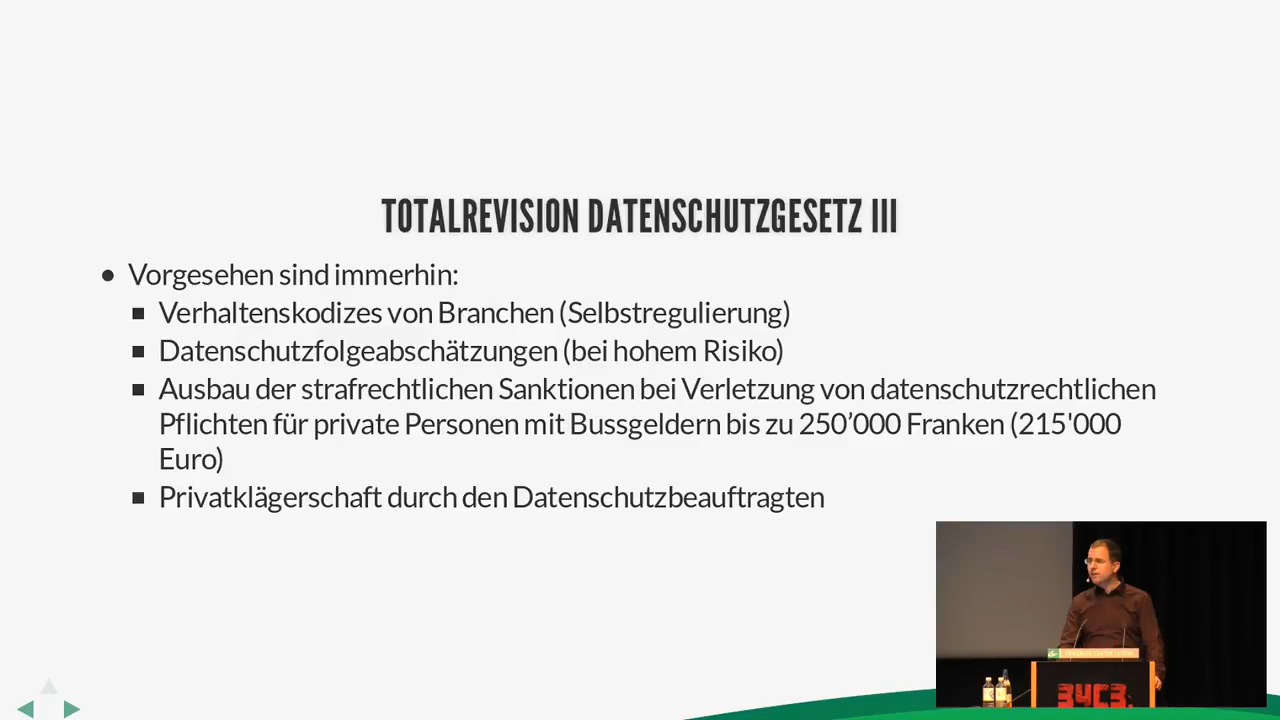 TOTALREVISION DATENSCHUTZGESETZ III
Vorgesehen sind immerhin:
Verhaltenskodizes von Branchen (Selbstregulierung)
Datenschutzfolgeabschätzungen (bei hohem Risiko)
Ausbau der strafrechtlichen Sanktionen bei Verletzung von datenschutzrechtlichen
Pflichten für private Personen mit Bussgeldern bis zu 250’000 Franken (215'000
Euro)
Privatklägerschaft durch den Datenschutzbeauftragten
34C3